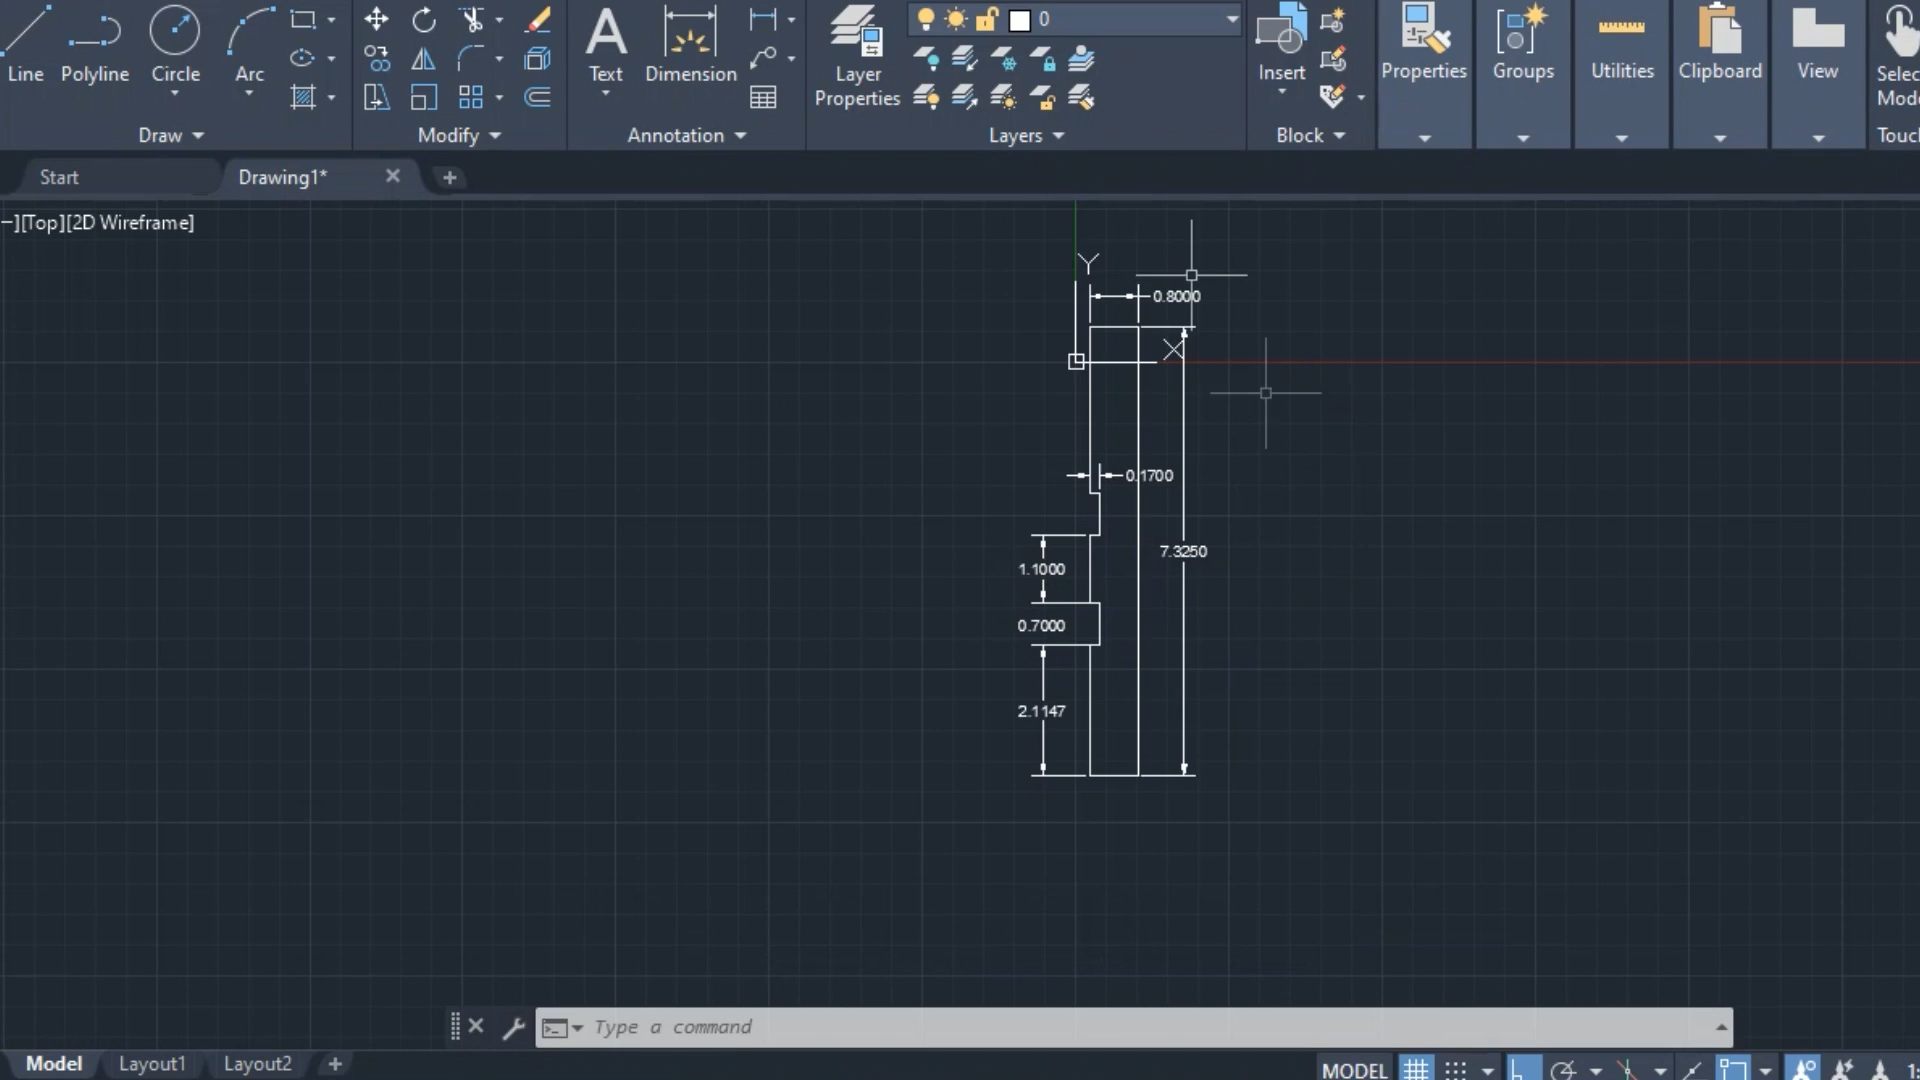 Line Polyline Circle Arc
Draw
Modify
Text Dimension
Annotation
Layer Properties
0
Layers
Insert
Block
Properties
Groups
Utilities
Clipboard
View
Selec
Mod
Touch
Start
Drawing1*
−][Top][2D Wireframe]
Y
0.8000
X
0.1700
7.3250
1.1000
0.7000
2.1147
Type a command
Model
Layout1
Layout2
MODEL
1: